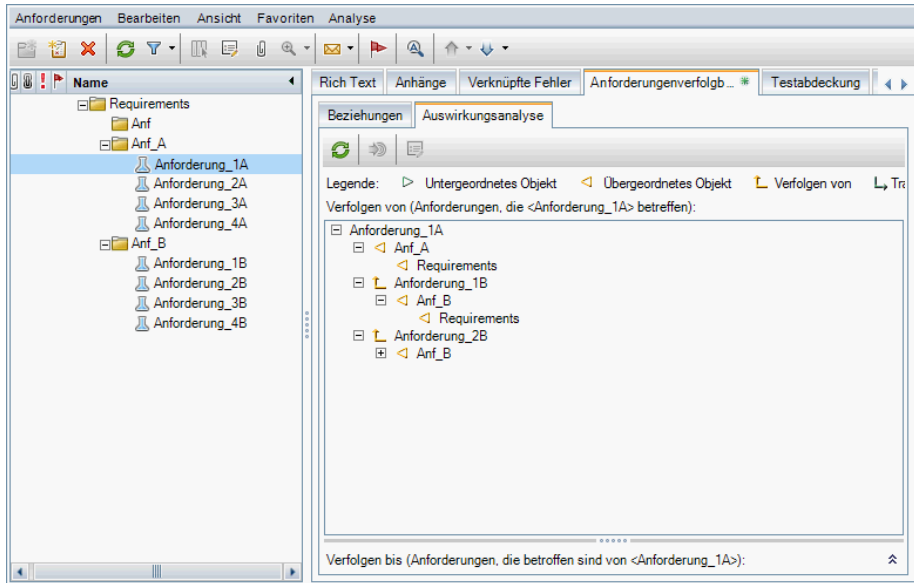 Anforderungen Bearbeiten Ansicht Favoriten Analyse
Name
Requirements
Anf
Anf_A
Anforderung_1A
Anforderung_2A
Anforderung_3A
Anforderung_4A
Anf_B
Anforderung_1B
Anforderung_2B
Anforderung_3B
Anforderung_4B
Rich Text Anhänge Verknüpfte Fehler Anforderungenverfolgb... Testabdeckung
Beziehungen Auswirkungsanalyse
Legende: Untergeordnetes Objekt Übergeordnetes Objekt Verfolgen von
Verfolgen von (Anforderungen, die <Anforderung_1A> betreffen):
Anforderung_1A
Anf_A
Requirements
Anforderung_1B
Anf_B
Requirements
Anforderung_2B
Anf_B
Verfolgen bis (Anforderungen, die betroffen sind von <Anforderung_1A>):